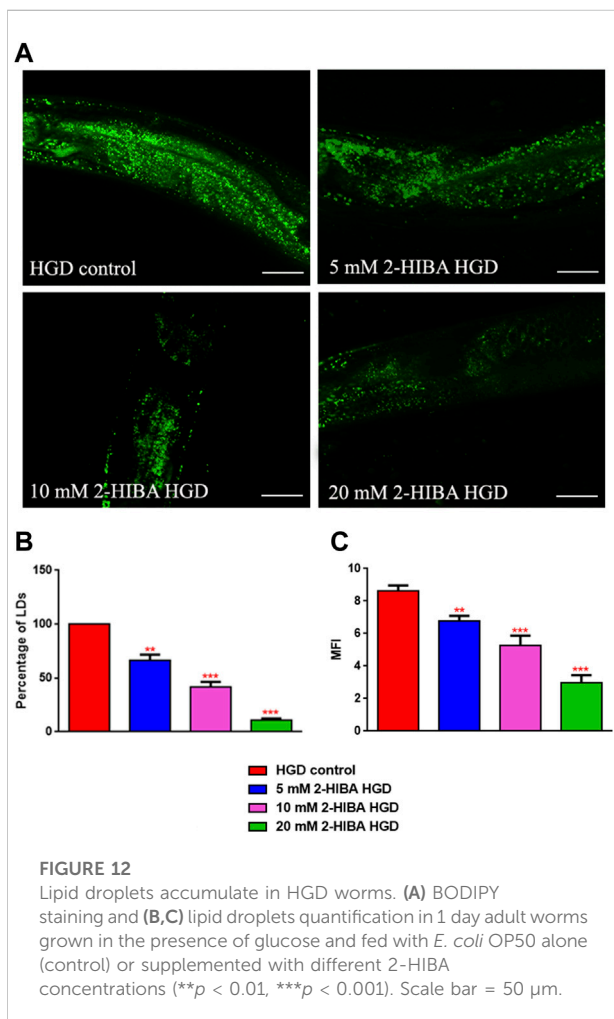 A
HGD control
5 mM 2-HIBA HGD
10 mM 2-HIBA HGD
20 mM 2-HIBA HGD
B
Percentage of LDs
150
100
50
0
**
***
***
C
MFI
10
8
6
4
2
0
**
***
***
HGD control
5 mM 2-HIBA HGD
10 mM 2-HIBA HGD
20 mM 2-HIBA HGD
FIGURE 12
Lipid droplets accumulate in HGD worms. (A) BODIPY
staining and (B,C) lipid droplets quantification in 1 day adult worms
grown in the presence of glucose and fed with E. coli OP50 alone
(control) or supplemented with different 2-HIBA
concentrations (**p < 0.01, ***p < 0.001). Scale bar = 50 μm.